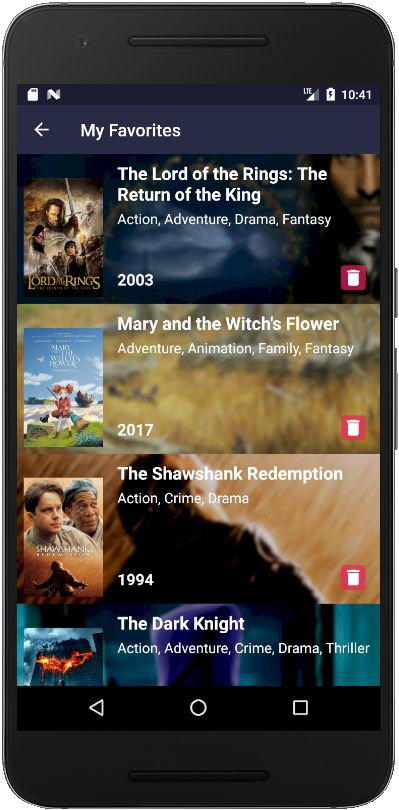 LTE 10:41
My Favorites
The Lord of the Rings: The
Return of the King
Action, Adventure, Drama, Fantasy
THE LORD OF THE RINGS
THE RETURN OF THE KING
2003
Mary and the Witch's Flower
Adventure, Animation, Family, Fantasy
MARY
AND THE
WITCH'S
FLOWER
2017
The Shawshank Redemption
Action, Crime, Drama
SHAWSHANK
REDEMPTION
1994
The Dark Knight
Action, Adventure, Crime, Drama, Thriller